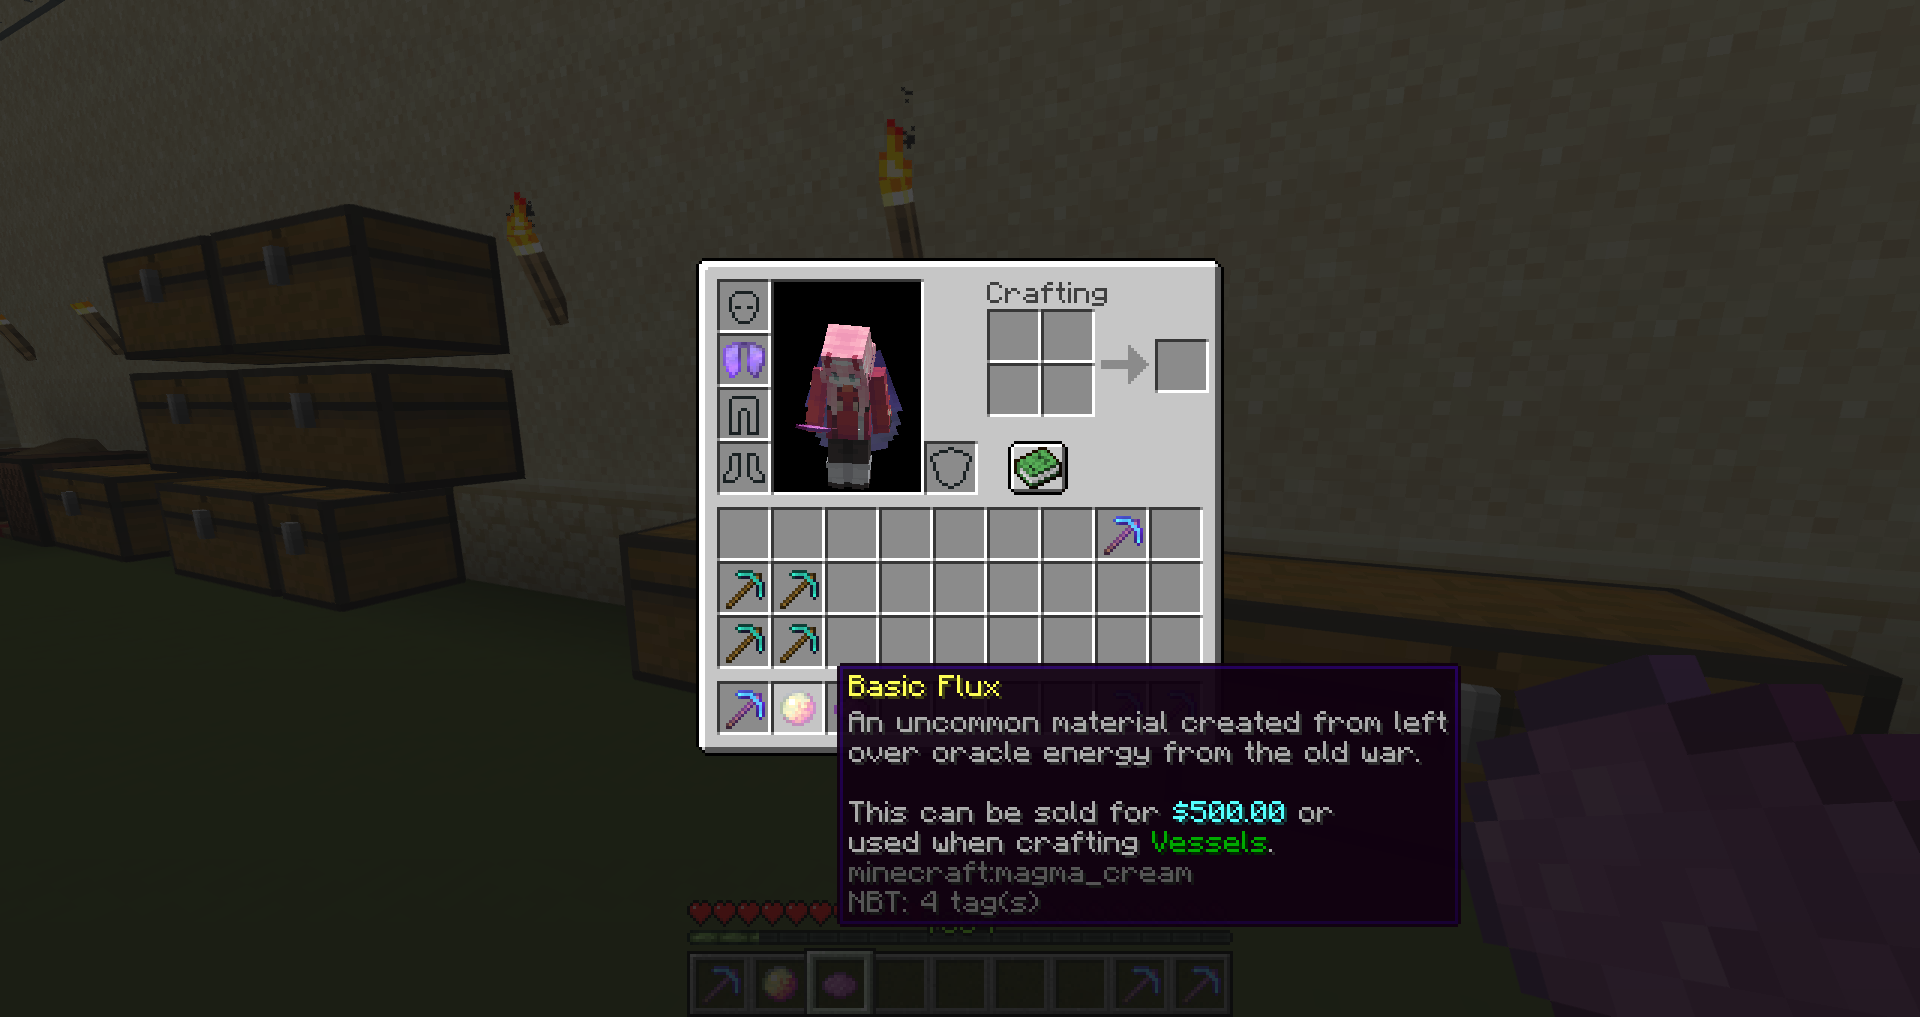 Crafting
Basic Flux
An uncommon material created from left
over oracle energy from the old war.
This can be sold for $500.00 or
used when crafting Vessels.
minecraft:magma_cream
NBT: 4 tag(s)